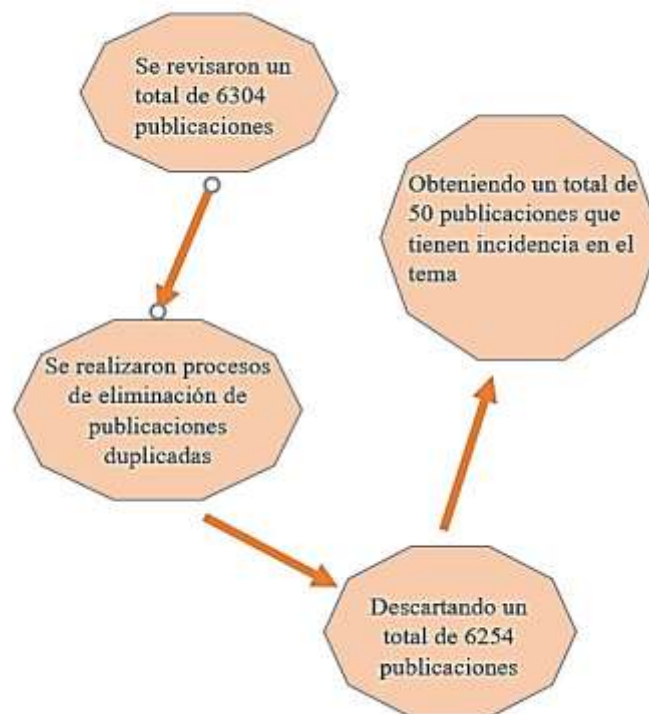 Se revisaron un
total de 6304
publicaciones
Se realizaron procesos
de eliminación de
publicaciones
duplicadas
Descartando un
total de 6254
publicaciones
Obteniendo un total de
50 publicaciones que
tienen incidencia en el
tema